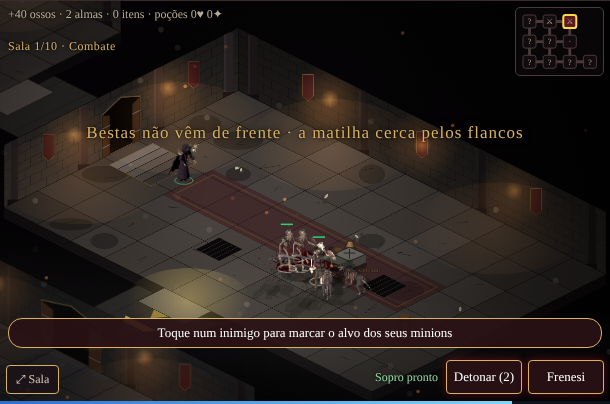 +40 ossos · 2 almas · 0 itens · poções 0♥ 0✦
Sala 1/10 · Combate
? ⚔ ⚔
? ? ·
? ? ? ?
Bestas não vêm de frente · a matilha cerca pelos flancos
Toque num inimigo para marcar o alvo dos seus minions
⤢ Sala
Sopro pronto
Detonar (2)
Frenesi